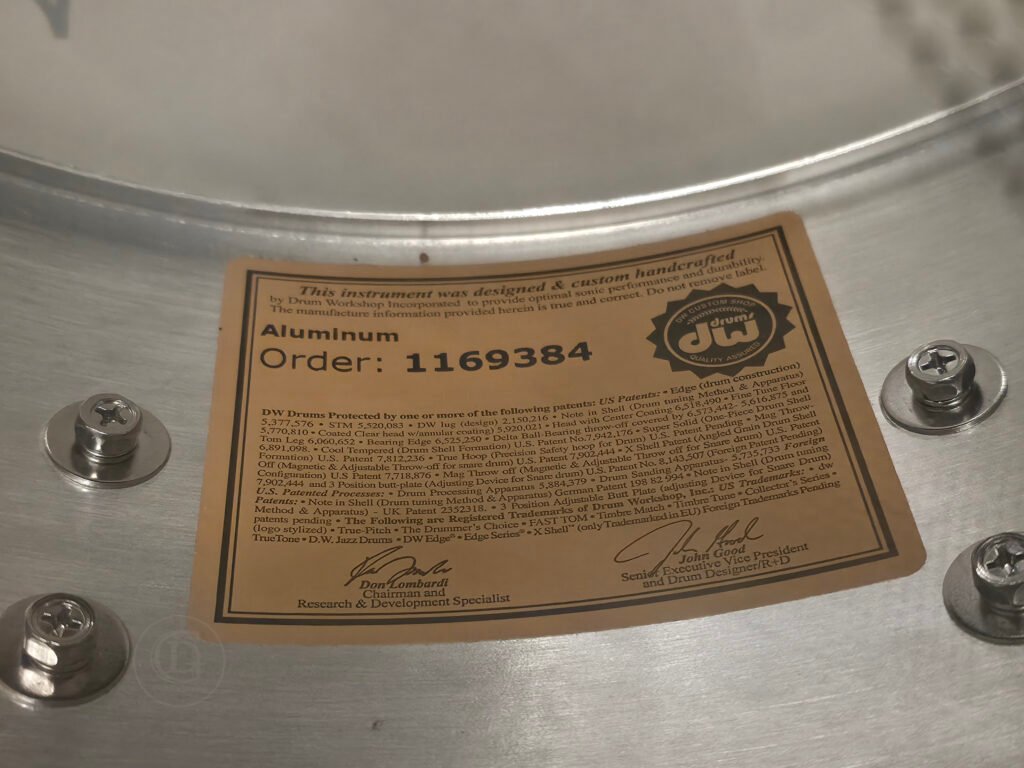 This instrument was designed & custom handcrafted
by Drum Workshop Incorporated to provide optimal sonic performance and durability.
The manufacture information provided herein is true and correct. Do not remove label.
DW CUSTOM SHOP
drums
dw
QUALITY ASSURED
Aluminum
Order: 1169384
DW Drums Protected by one or more of the following patents: US Patents: • Edge (drum construction)
5,377,576 • STM 5,520,083 • DW lug (design) 2,150,216 • Note in Shell (Drum tuning Method & Apparatus)
5,770,810 • Coated Clear head w/annular coating) 5,920,021 • Head with Center Coating 6,518,490 • Fine Tune Floor
Tom Leg 6,060,652 • Bearing Edge 6,525,250 • Delta Ball-Bearing throw-off covered by 6,573,442- 5,616,875 and
6,891,098. • Cool Tempered (Drum Shell Formation) U.S. Patent No.7,942,176 • Super Solid (One-Piece Drum Shell
Formation) U.S. Patent 7,812,236 • True Hoop (Precision Safety Hoop for Drum) U.S. Patent Pending • Mag Throw-
Off (Magnetic & Adjustable Throw-off for snare drum) U.S. Patent 7,902,444 • X Shell Patent (Angled Grain Drumshell
Configuration) U.S Patent 7,718,876 • Mag Throw off (Magnetic & Adjustable Throw off for Snare drum) U.S. Patent
7,902,444 and 3 Position butt-plate (Adjusting Device for Snare drum) U.S. Patent No. 8,143,507 (Foreign Patent Pending)
U.S. Patented Processes: • Drum Processing Apparatus 5,884,379 • Drum Sanding Apparatus- 5,735,733 Foreign
Patents: • Note in Shell (Drum tuning Method & Apparatus) German Patent 198 82 994 • Notus- Note in Shell (Drum tuning
Method & Apparatus) - UK Patent 2352318. • 3 Position Adjustable Butt Plate (adjusting Device for Snare Drum)
patents pending • The Following are Registered Trademarks of Drum Workshop, Inc.: US Trademarks: • dw
(logo stylized) • True-Pitch • The Drummer's Choice • FAST TOM • Timbre Match • Timbre Tune • Collector's Series •
TrueTone • D.W. Jazz Drums • DW Edge® • Edge Series® • X Shell™ (only Trademarked in EU) Foreign Trademarks Pending
Don Lombardi
Chairman and
Research & Development Specialist
John Good
Senior Executive Vice President
and Drum Designer/R+D
n